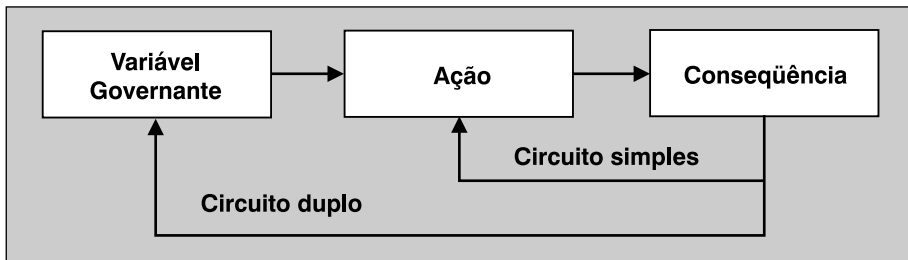 Variável
Governante
Ação
Conseqüência
Circuito simples
Circuito duplo